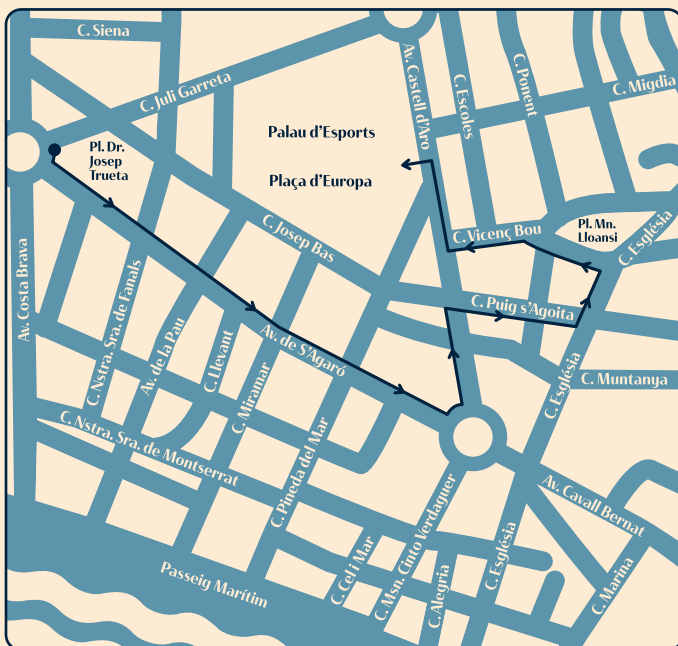 C. Siena
C. Juli Garreta
Av. Castell d'Aro
C. Escoles
C. Ponent
C. Migdia
Palau d'Esports
Plaça d'Europa
Pl. Dr.
Josep
Trueta
C. Josep Bas
C. Vicenç Bou
Pl. Mn.
Lloansi
C. Església
Av. Costa Brava
C. Nstra. Sra. de Fanals
Av. de la Pau
C. Llevant
C. Miramar
Av. de S'Agaró
C. Puig s'Agoita
C. Muntanya
C. Església
C. Nstra. Sra. de Montserrat
C. Pineda del Mar
C. Msn. Cinto Verdaguer
Av. Cavall Bernat
C. Església
C. Cel i Mar
C. Alegria
C. Marina
Passeig Marítim